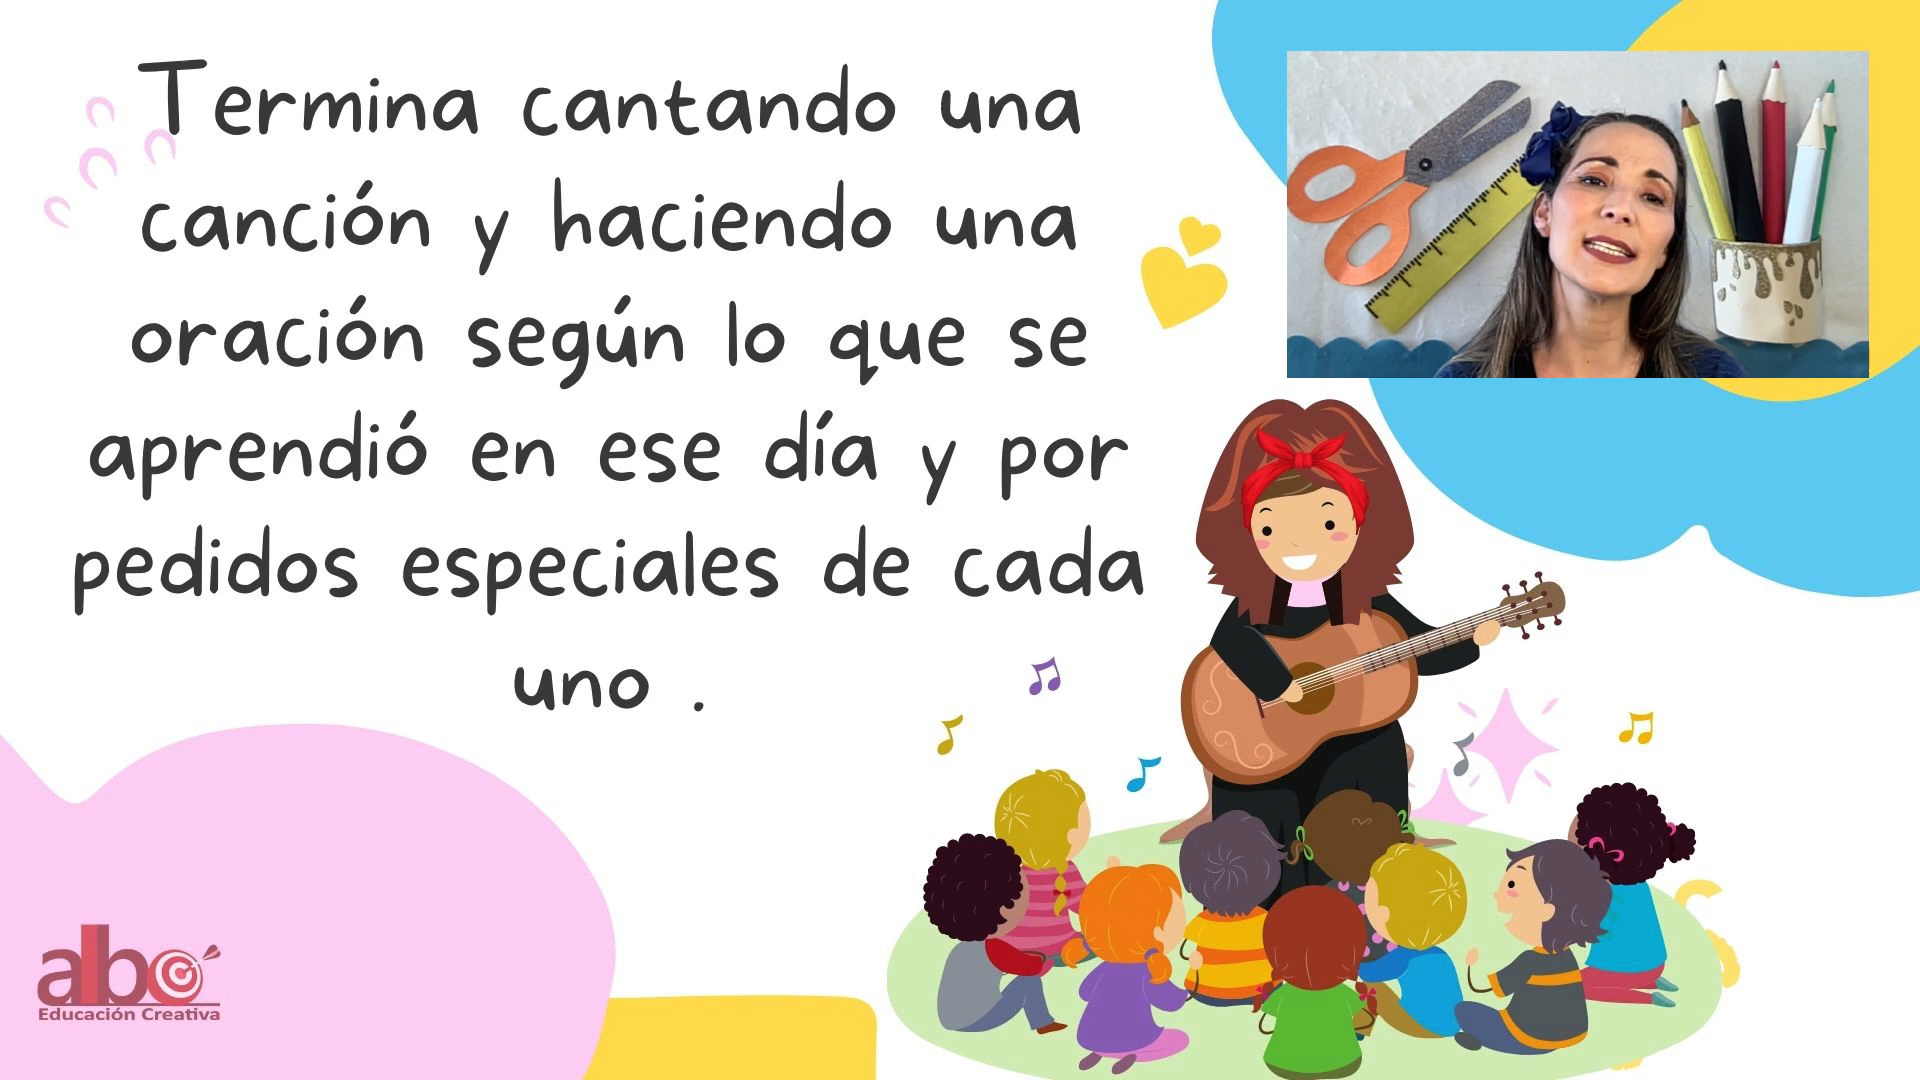 Termina cantando una
canción y haciendo una
oración según lo que se
aprendió en ese día y por
pedidos especiales de cada
uno .
abc
Educación Creativa